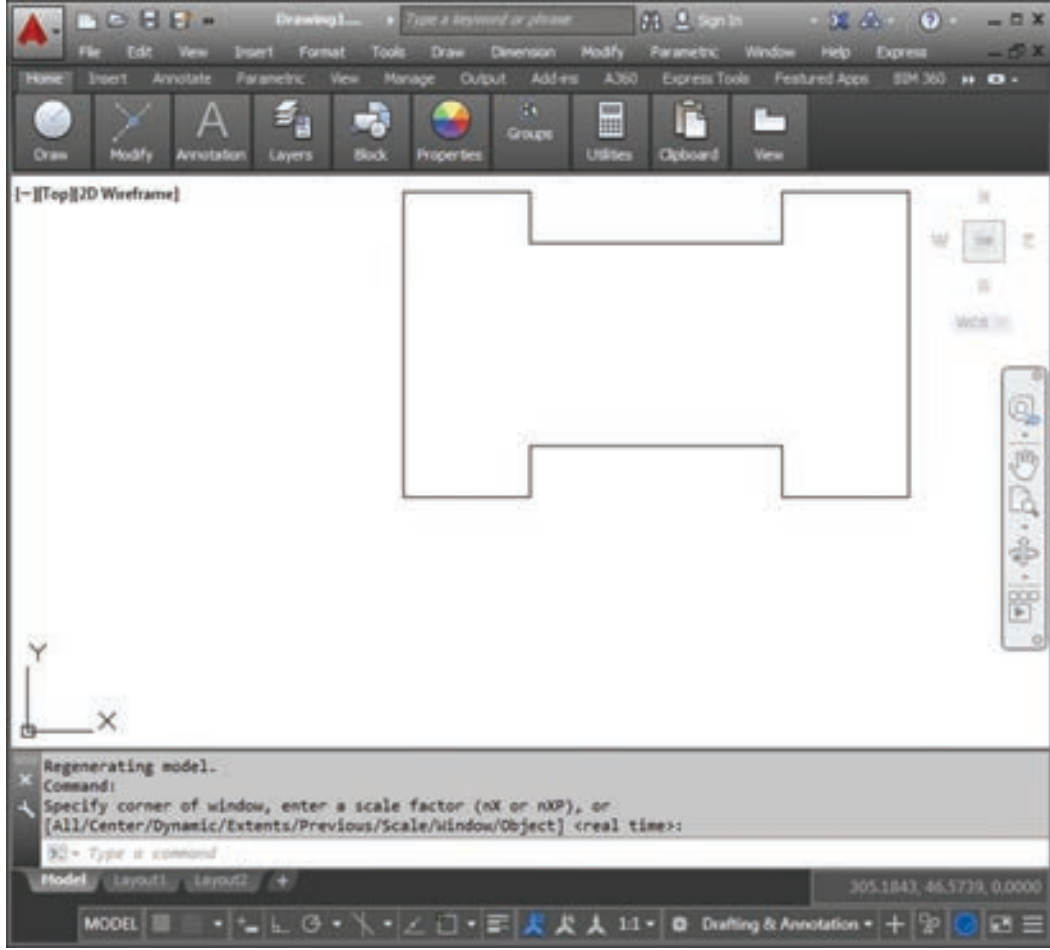 Drawing1... Type a keyword or phrase Sign In
File Edit View Insert Format Tools Draw Dimension Modify Parametric Window Help Express
Home Insert Annotate Parametric View Manage Output Add-ins A360 Express Tools Featured Apps BIM 360
Draw Modify Annotation Layers Block Properties Groups Utilities Clipboard View
[−][Top][2D Wireframe]
W
WCS
Y
X
Regenerating model.
Command:
Specify corner of window, enter a scale factor (nX or nXP), or
[All/Center/Dynamic/Extents/Previous/Scale/Window/Object] <real time>:
Type a command
Model Layout1 Layout2 +
305.1843, 46.5739, 0.0000
MODEL 1:1 Drafting & Annotation